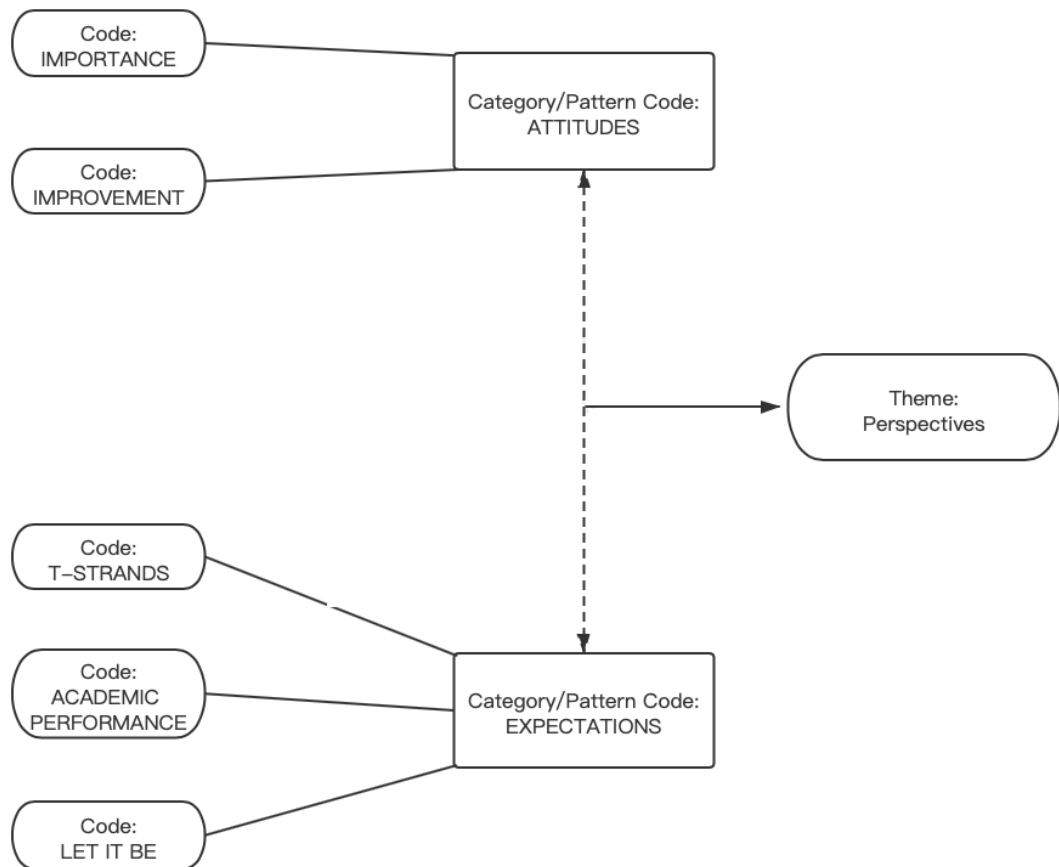 Code:
IMPORTANCE
Category/Pattern Code:
ATTITUDES
Code:
IMPROVEMENT
Theme:
Perspectives
Code:
T-STRANDS
Code:
ACADEMIC
PERFORMANCE
Category/Pattern Code:
EXPECTATIONS
Code:
LET IT BE